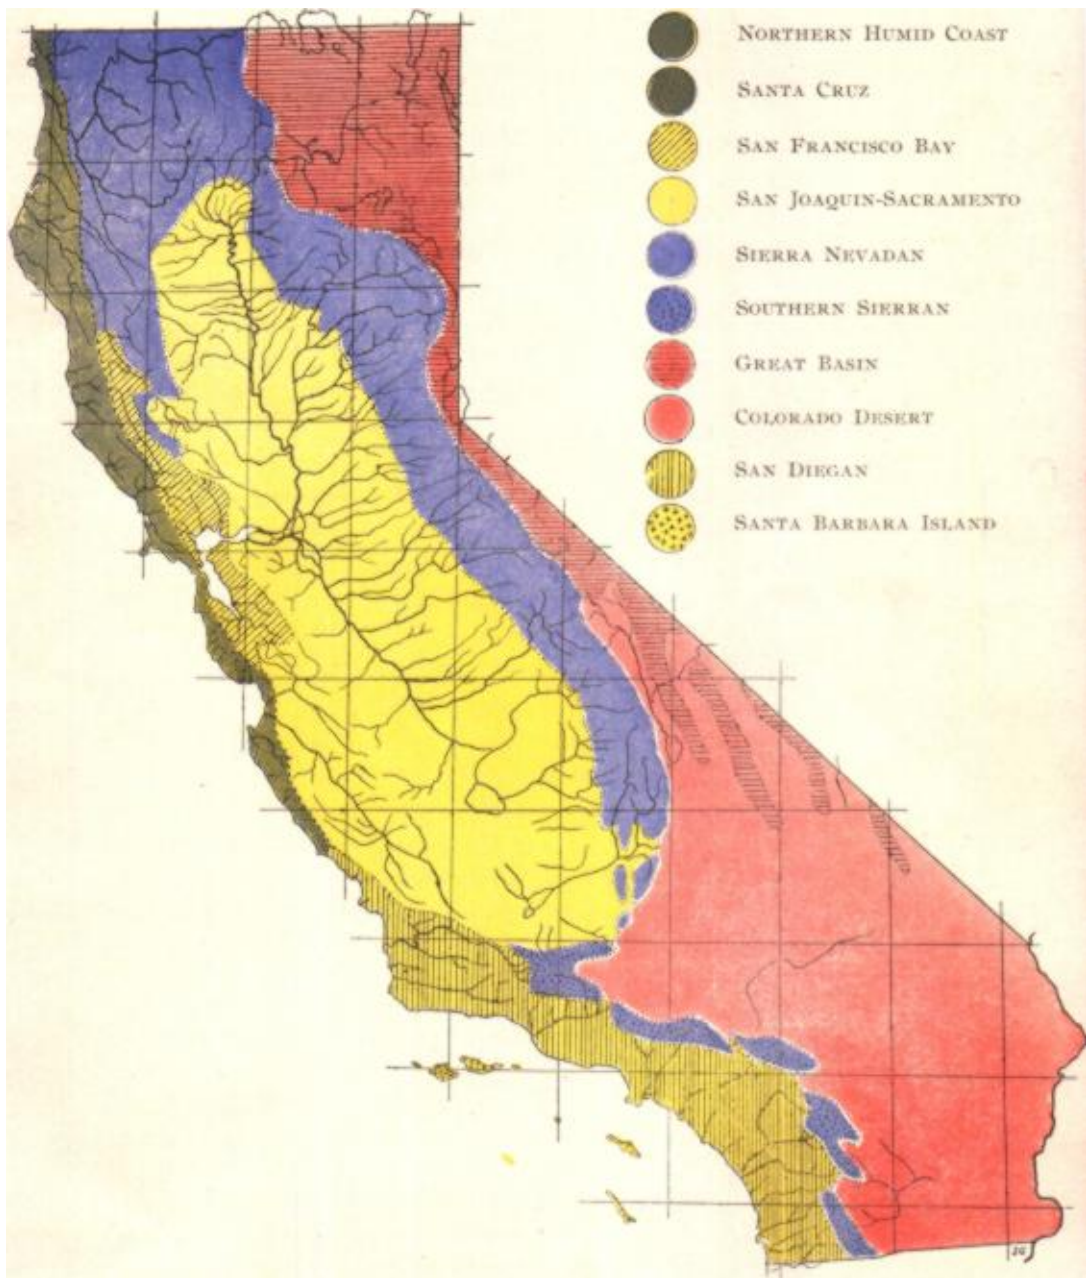 NORTHERN HUMID COAST
SANTA CRUZ
SAN FRANCISCO BAY
SAN JOAQUIN-SACRAMENTO
SIERRA NEVADAN
SOUTHERN SIERRAN
GREAT BASIN
COLORADO DESERT
SAN DIEGAN
SANTA BARBARA ISLAND